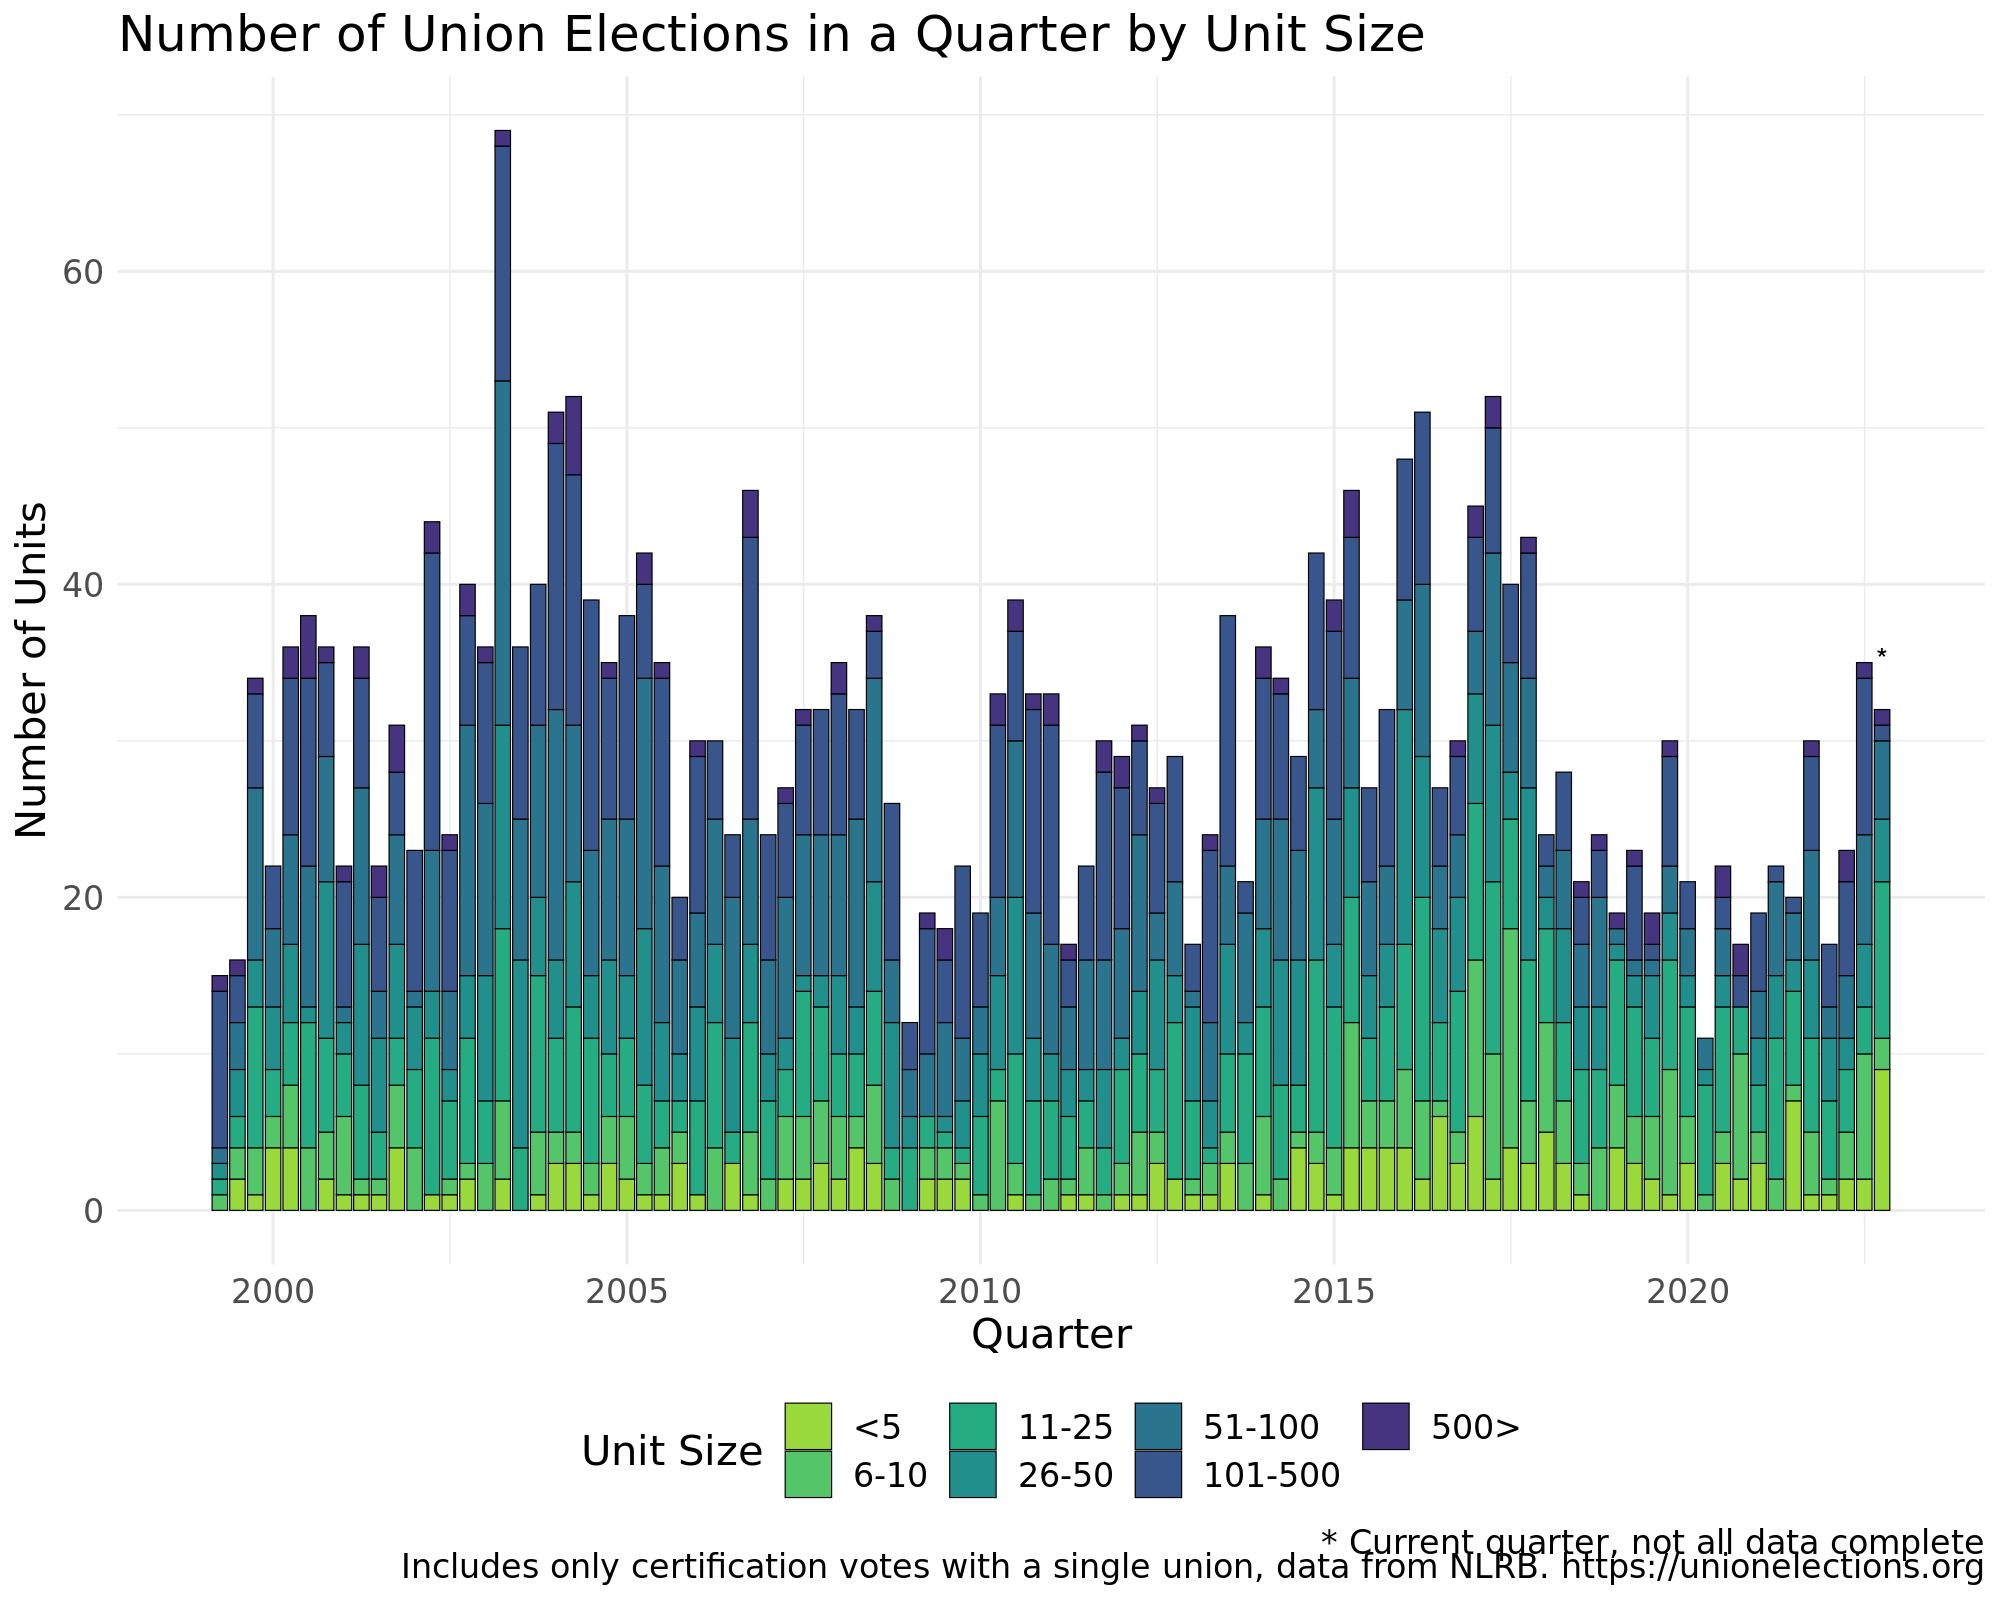 Number of Union Elections in a Quarter by Unit Size
Number of Units
60
40
20
0
*
2000 2005 2010 2015 2020
Quarter
Unit Size
<5 11-25 51-100 500>
6-10 26-50 101-500
* Current quarter, not all data complete
Includes only certification votes with a single union, data from NLRB. https://unionelections.org